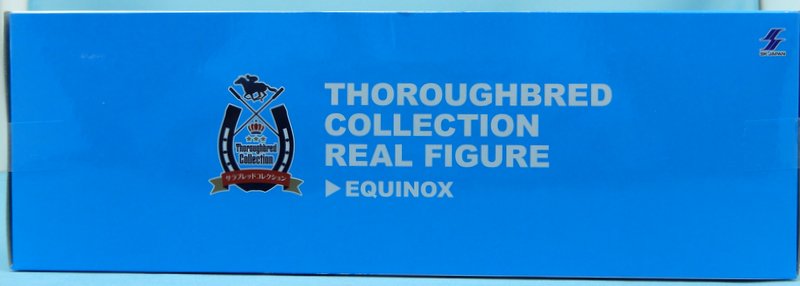 SK JAPAN
THOROUGHBRED
COLLECTION
REAL FIGURE
▶EQUINOX
Thoroughbred
Collection
サラブレッドコレクション